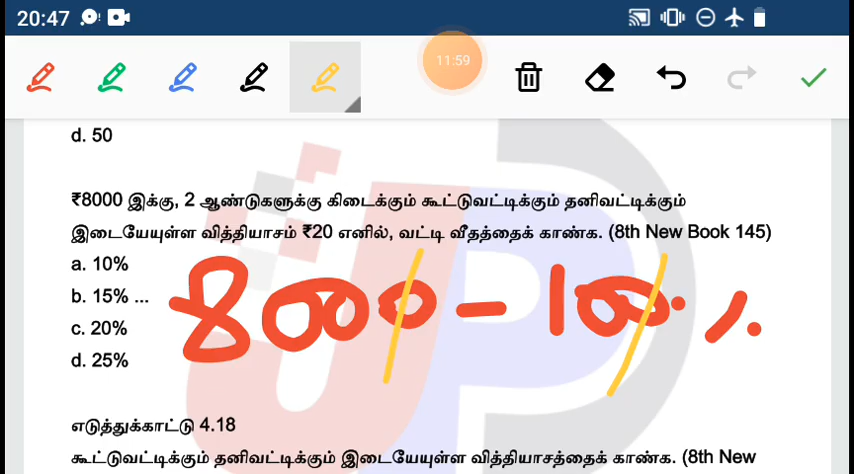 20:47
11:59
d. 50
₹8000 இக்கு, 2 ஆண்டுகளுக்கு கிடைக்கும் கூட்டுவட்டிக்கும் தனிவட்டிக்கும்
இடையேயுள்ள வித்தியாசம் ₹20 எனில், வட்டி வீதத்தைக் காண்க. (8th New Book 145)
a. 10%
b. 15% ...
c. 20%
d. 25%
8000 - 100 %
எடுத்துக்காட்டு 4.18
கூட்டுவட்டிக்கும் தனிவட்டிக்கும் இடையேயுள்ள வித்தியாசத்தைக் காண்க. (8th New